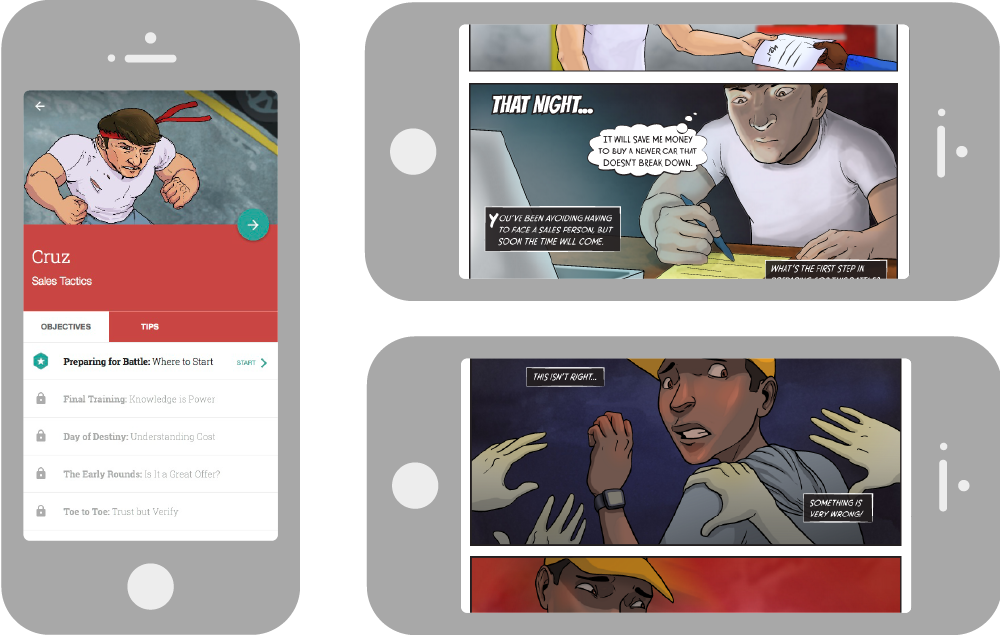 Cruz
Sales Tactics
OBJECTIVES
TIPS
Preparing for Battle: Where to Start
START
Final Training: Knowledge is Power
Day of Destiny: Understanding Cost
The Early Rounds: Is It a Great Offer?
Toe to Toe: Trust but Verify
THAT NIGHT...
IT WILL SAVE ME MONEY
TO BUY A NEWER CAR THAT
DOESN'T BREAK DOWN.
YOU'VE BEEN AVOIDING HAVING
TO FACE A SALES PERSON, BUT
SOON THE TIME WILL COME.
WHAT'S THE FIRST STEP IN
PREPARING FOR THIS BATTLE?
THIS ISN'T RIGHT...
SOMETHING IS
VERY WRONG!